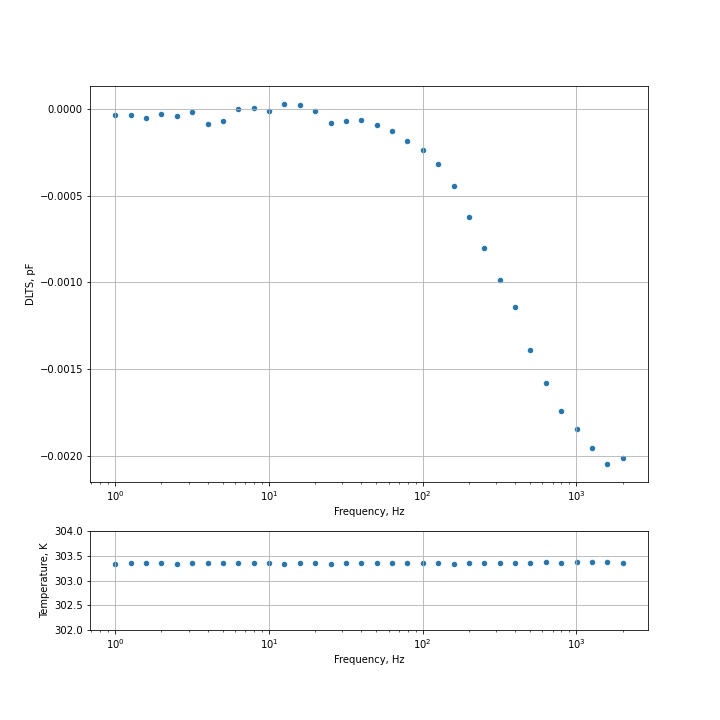 0.0000
−0.0005
−0.0010
−0.0015
−0.0020
DLTS, pF
10⁰ 10¹ 10² 10³
Frequency, Hz
304.0
303.5
303.0
302.5
302.0
Temperature, K
10⁰ 10¹ 10² 10³
Frequency, Hz